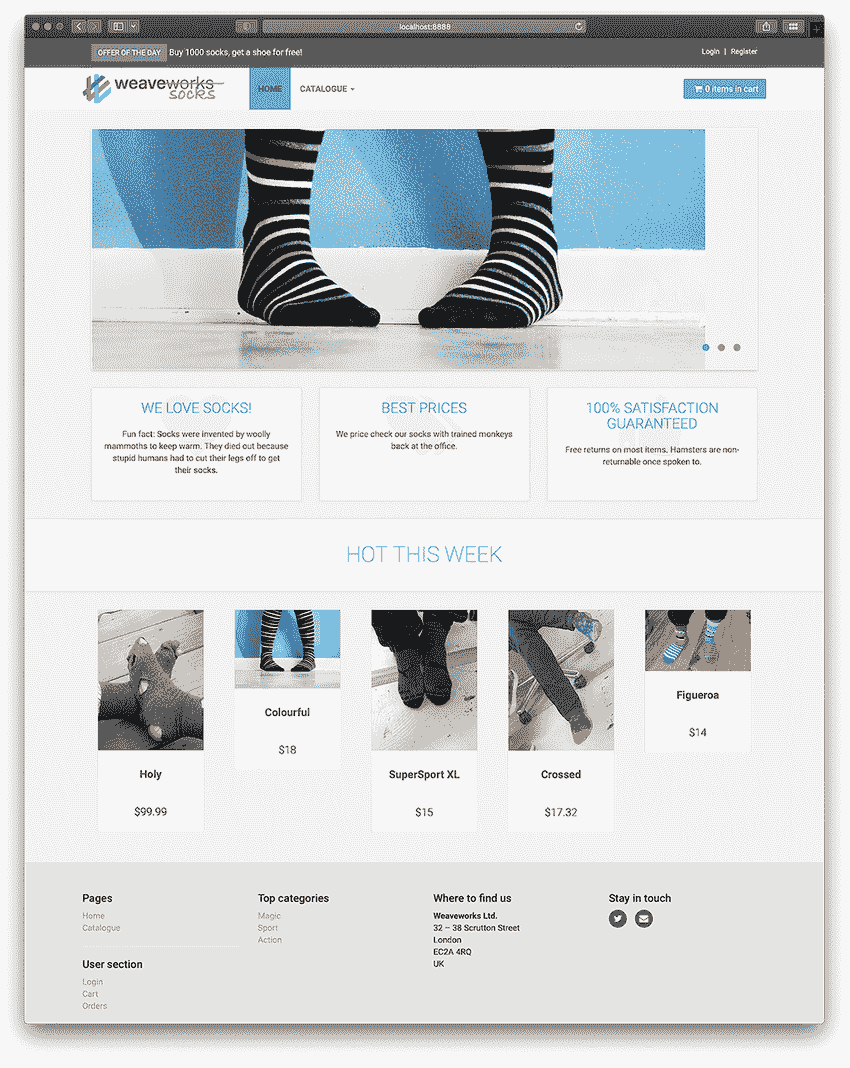 localhost:8888
OFFER OF THE DAY Buy 1000 socks, get a shoe for free!
Login | Register
weaveworks
socks
HOME
CATALOGUE
0 items in cart
WE LOVE SOCKS!
Fun fact: Socks were invented by woolly
mammoths to keep warm. They died out because
stupid humans had to cut their legs off to get
their socks.
BEST PRICES
We price check our socks with trained monkeys
back at the office.
100% SATISFACTION
GUARANTEED
Free returns on most items. Hamsters are non-
returnable once spoken to.
HOT THIS WEEK
Holy
$99.99
Colourful
$18
SuperSport XL
$15
Crossed
$17.32
Figueroa
$14
Pages
Home
Catalogue
User section
Login
Cart
Orders
Top categories
Magic
Sport
Action
Where to find us
Weaveworks Ltd.
32 – 38 Scrutton Street
London
EC2A 4RQ
UK
Stay in touch